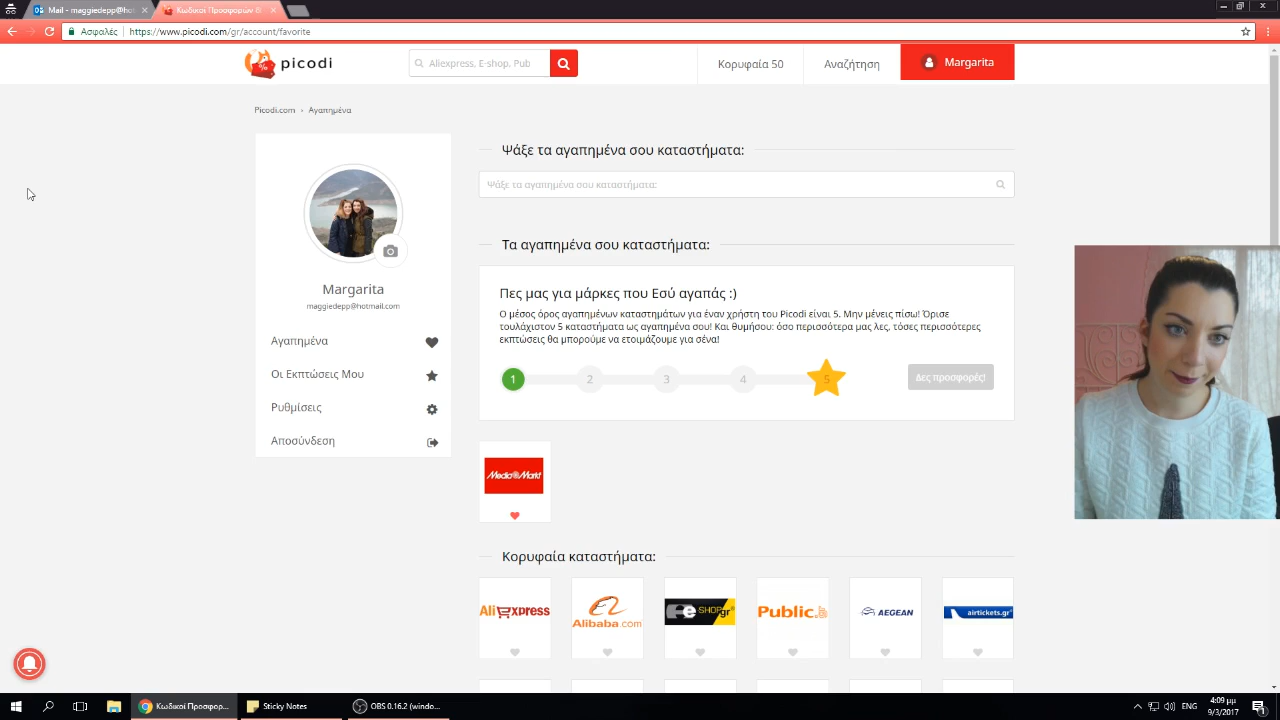 Mail - maggiedepp@hot
Κωδικοί Προσφορών &
Ασφαλές
https://www.picodi.com/gr/account/favorite
picodi
Aliexpress, E-shop, Pub
Κορυφαία 50
Αναζήτηση
Margarita
Picodi.com › Αγαπημένα
Ψάξε τα αγαπημένα σου καταστήματα:
Ψάξε τα αγαπημένα σου καταστήματα:
Margarita
maggiedepp@hotmail.com
Αγαπημένα
Οι Εκπτώσεις Μου
Ρυθμίσεις
Αποσύνδεση
Τα αγαπημένα σου καταστήματα:
Πες μας για μάρκες που Εσύ αγαπάς :)
Ο μέσος όρος αγαπημένων καταστημάτων για έναν χρήστη του Picodi είναι 5. Μην μένεις πίσω! Όρισε
τουλάχιστον 5 καταστήματα ως αγαπημένα σου! Και θυμήσου: όσο περισσότερα μας λες, τόσες περισσότερες
εκπτώσεις θα μπορούμε να ετοιμάζουμε για σένα!
1 2 3 4 5
Δες προσφορές!
Media Markt
Κορυφαία καταστήματα:
AliExpress
Alibaba.com
e SHOP.gr
Public.gr
AEGEAN
airtickets.gr
Κωδικοί Προσφορ...
Sticky Notes
OBS 0.16.2 (windo...
ENG
4:09 μμ
9/3/2017
1